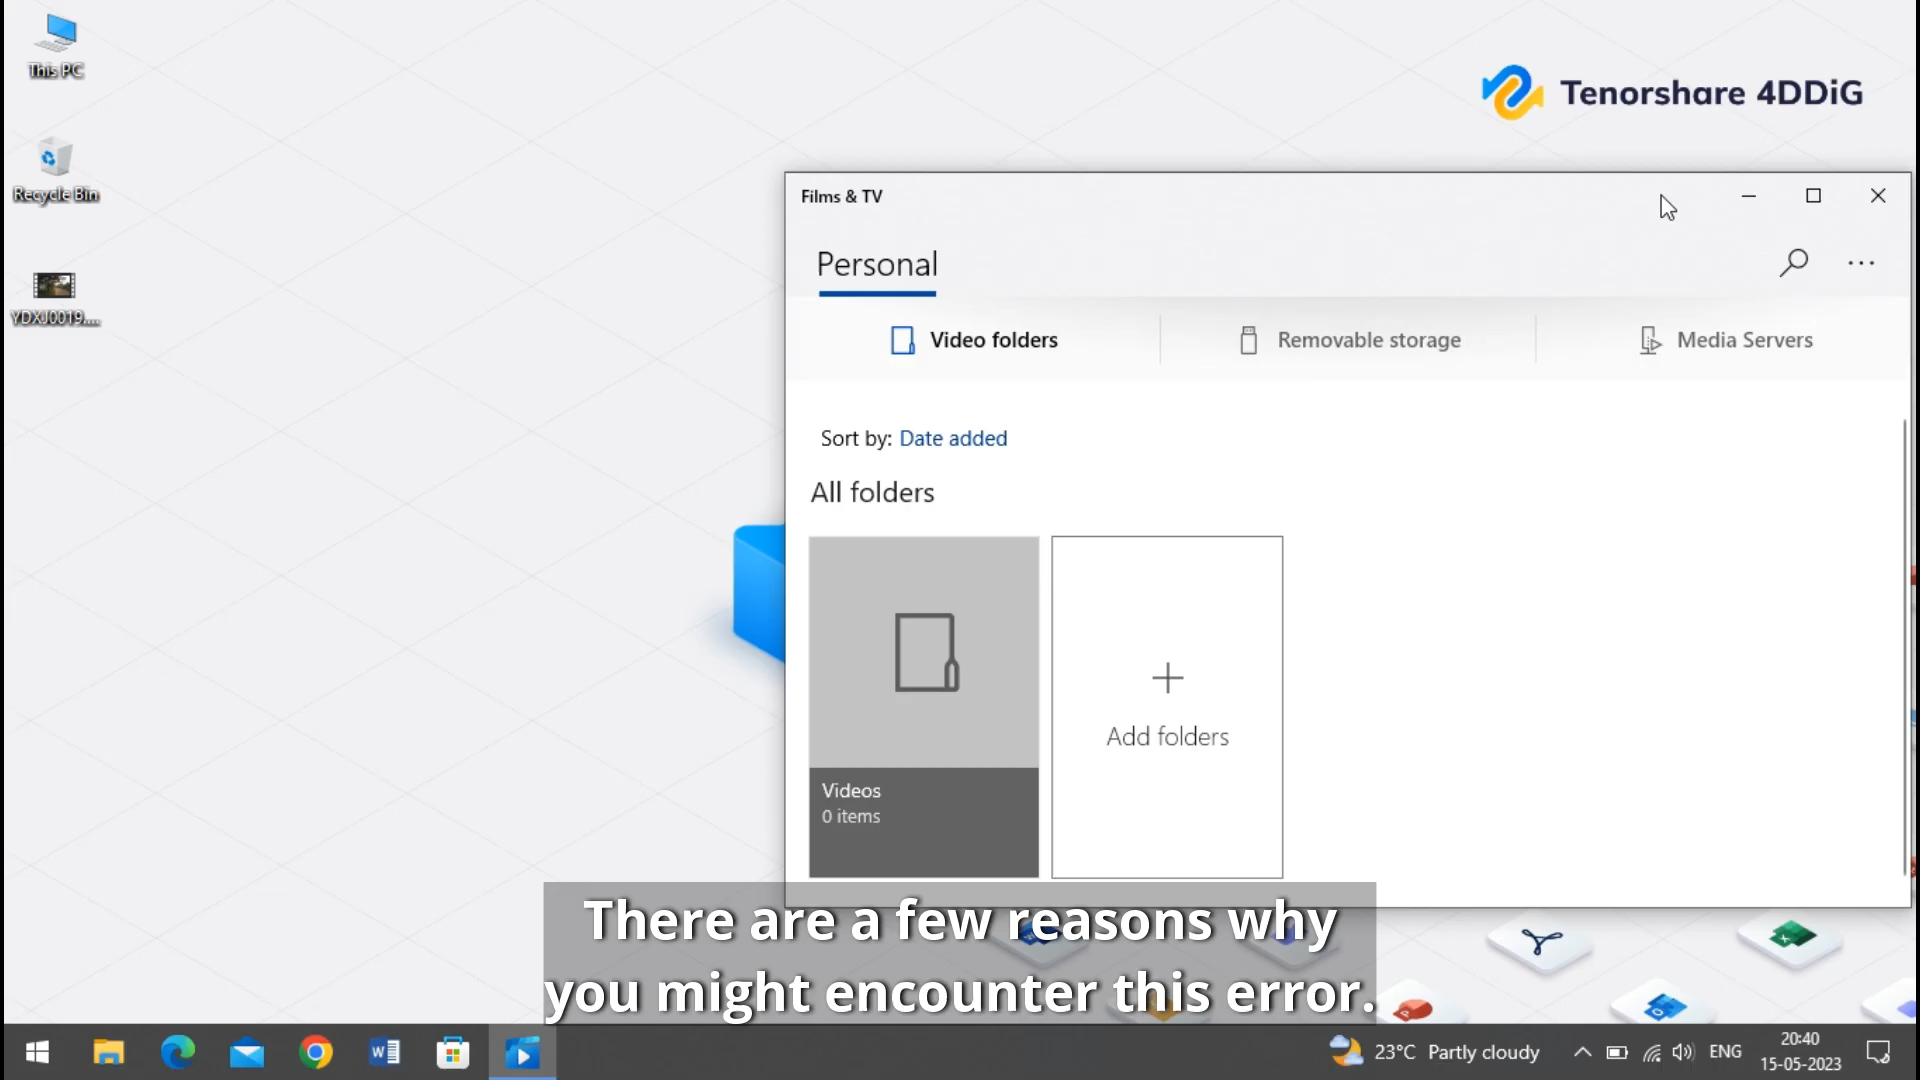 This PC
Recycle Bin
YDXJ0019....
Tenorshare 4DDiG
Films & TV
Personal
Video folders
Removable storage
Media Servers
Sort by: Date added
All folders
Videos
0 items
Add folders
There are a few reasons why
you might encounter this error.
23°C Partly cloudy
ENG
20:40
15-05-2023